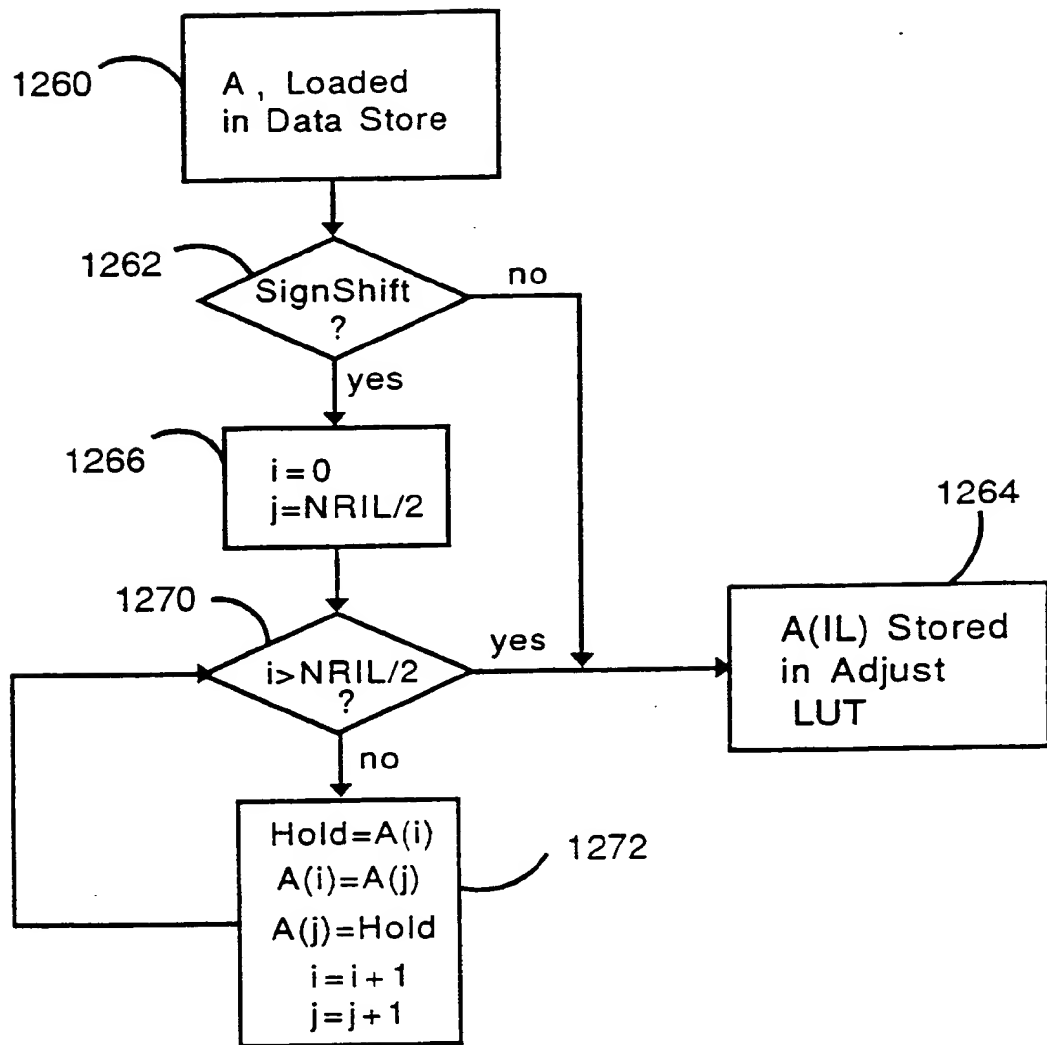 1260
A , Loaded
in Data Store
1262
SignShift
?
no
yes
1266
i=0
j=NRIL/2
1264
1270
i>NRIL/2
?
yes
A(IL) Stored
in Adjust
LUT
no
Hold=A(i)
A(i)=A(j)
A(j)=Hold
i=i+1
j=j+1
1272